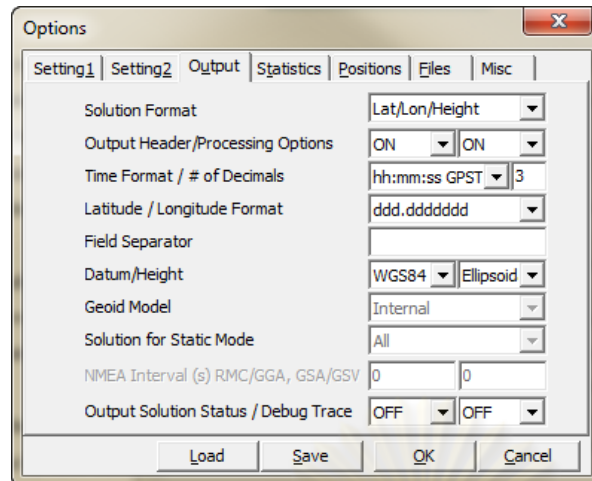 Options
Setting1 Setting2 Output Statistics Positions Files Misc
Solution Format Lat/Lon/Height
Output Header/Processing Options ON ON
Time Format / # of Decimals hh:mm:ss GPST 3
Latitude / Longitude Format ddd.ddddddd
Field Separator
Datum/Height WGS84 Ellipsoid
Geoid Model Internal
Solution for Static Mode All
NMEA Interval (s) RMC/GGA, GSA/GSV 0 0
Output Solution Status / Debug Trace OFF OFF
Load Save OK Cancel